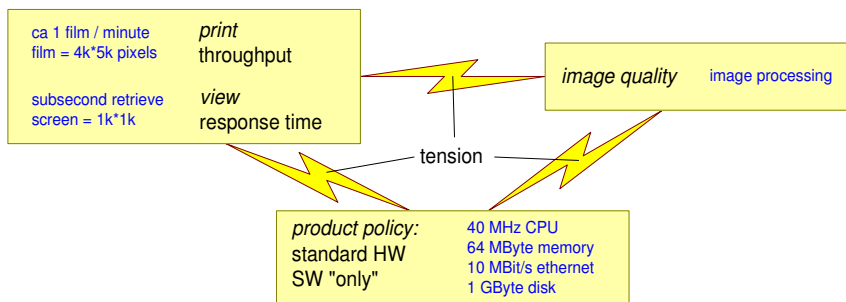 ca 1 film / minute
film = 4k*5k pixels
print
throughput
subsecond retrieve
screen = 1k*1k
view
response time
image quality
image processing
tension
product policy:
standard HW
SW "only"
40 MHz CPU
64 MByte memory
10 MBit/s ethernet
1 GByte disk